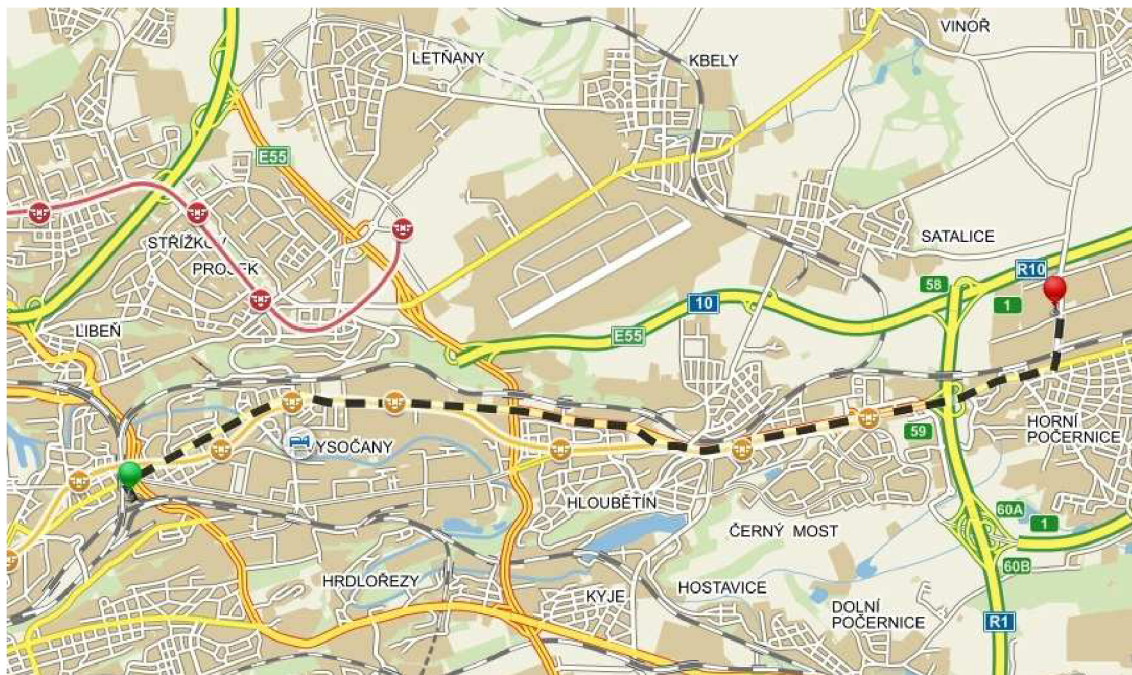 VINOŘ
LETŇANY
KBELY
E55
STŘÍŽKOV
SATALICE
PROSEK
R10
58
1
10
LIBEŇ
E55
59
HORNÍ
POČERNICE
YSOČANY
HLOUBĚTÍN
60A
1
ČERNÝ MOST
60B
HRDLOŘEZY
HOSTAVICE
KYJE
DOLNÍ
POČERNICE
R1